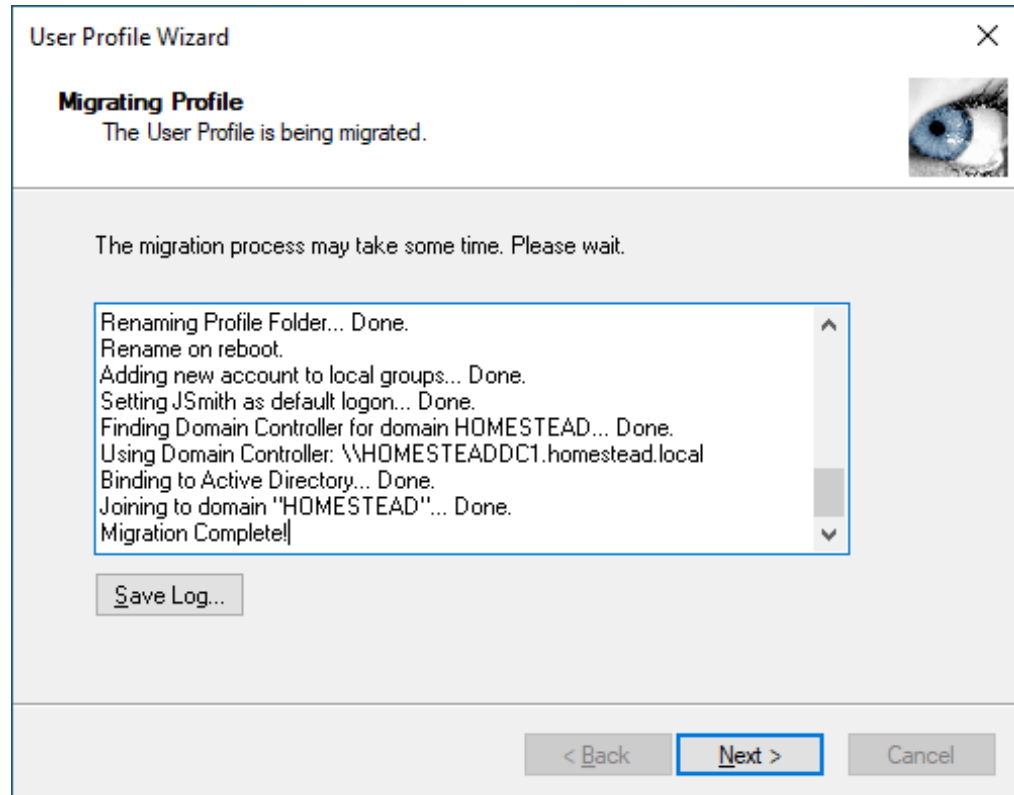 User Profile Wizard
Migrating Profile
The User Profile is being migrated.
The migration process may take some time. Please wait.
Renaming Profile Folder... Done.
Rename on reboot.
Adding new account to local groups... Done.
Setting JSmith as default logon... Done.
Finding Domain Controller for domain HOMESTEAD... Done.
Using Domain Controller: \\HOMESTEADDC1.homestead.local
Binding to Active Directory... Done.
Joining to domain "HOMESTEAD"... Done.
Migration Complete!
Save Log...
< Back Next > Cancel